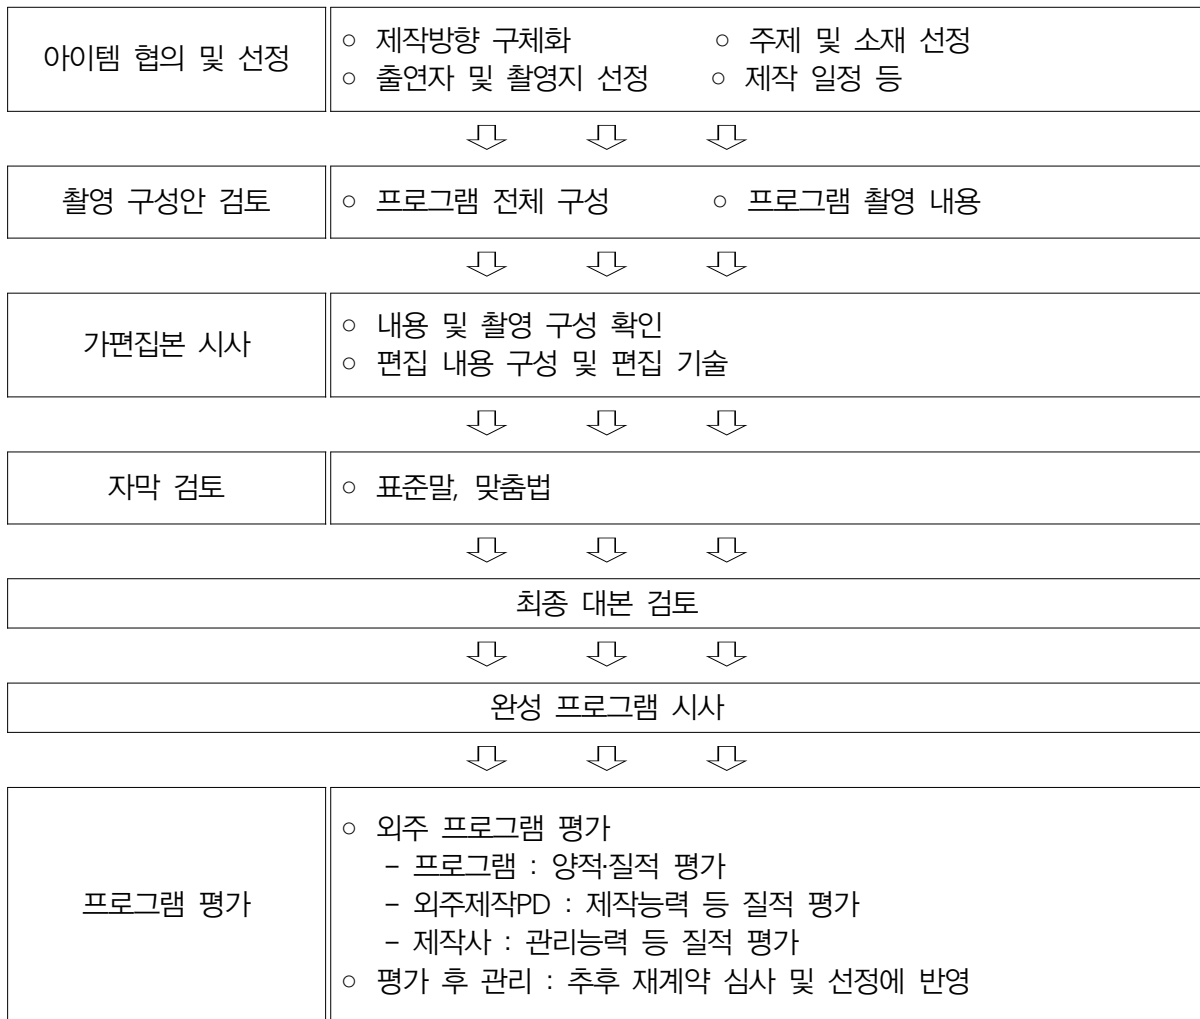 아이템 협의 및 선정
○ 제작방향 구체화 ○ 주제 및 소재 선정
○ 출연자 및 촬영지 선정 ○ 제작 일정 등
촬영 구성안 검토
○ 프로그램 전체 구성 ○ 프로그램 촬영 내용
가편집본 시사
○ 내용 및 촬영 구성 확인
○ 편집 내용 구성 및 편집 기술
자막 검토
○ 표준말, 맞춤법
최종 대본 검토
완성 프로그램 시사
프로그램 평가
○ 외주 프로그램 평가
- 프로그램 : 양적·질적 평가
- 외주제작PD : 제작능력 등 질적 평가
- 제작사 : 관리능력 등 질적 평가
○ 평가 후 관리 : 추후 재계약 심사 및 선정에 반영